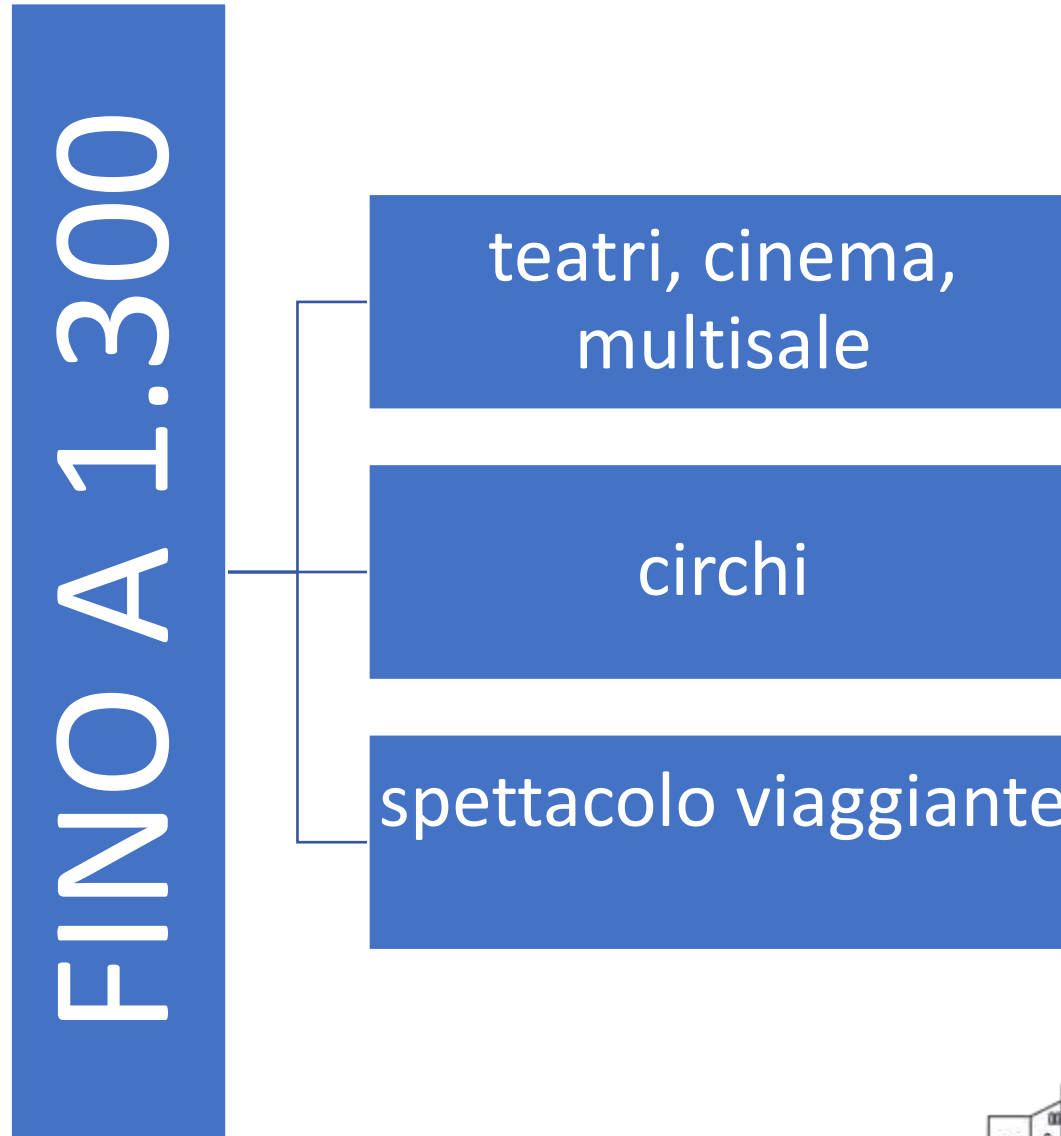 FINO A 1.300
teatri, cinema,
multisale
circhi
spettacolo viaggiante